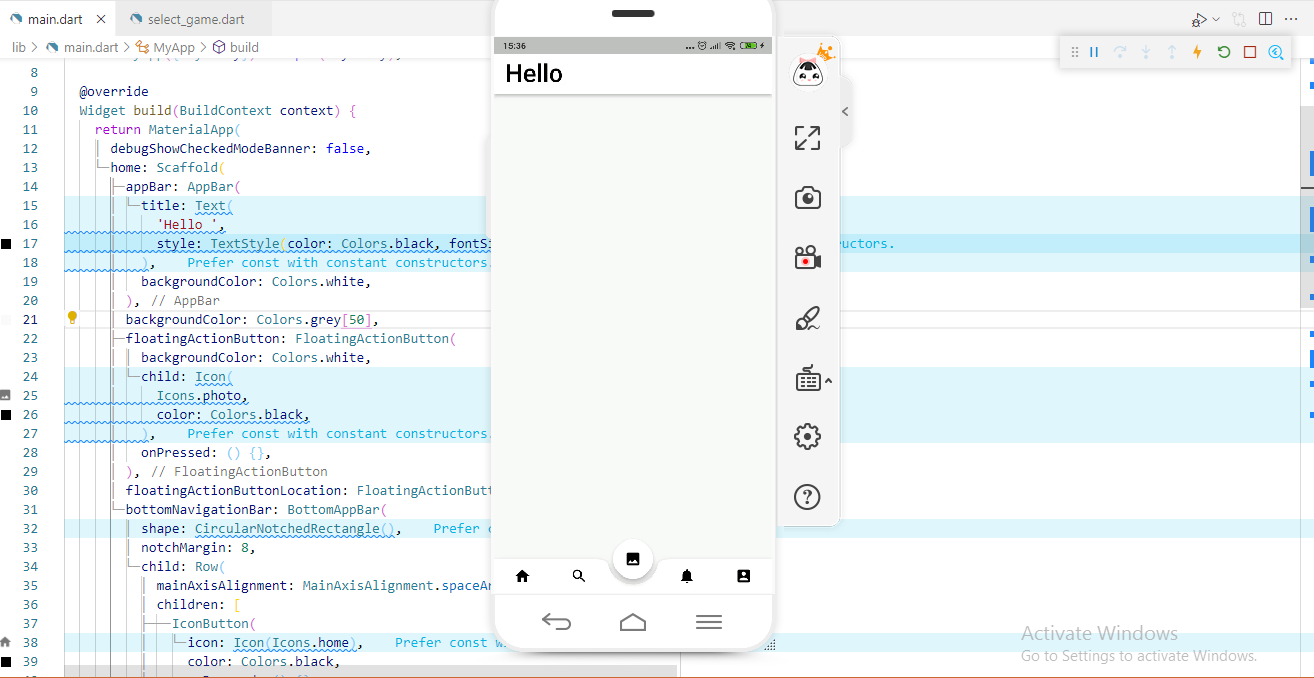 main.dart
select_game.dart
lib > main.dart > MyApp > build
8
9 @override
10 Widget build(BuildContext context) {
11 return MaterialApp(
12 debugShowCheckedModeBanner: false,
13 home: Scaffold(
14 appBar: AppBar(
15 title: Text(
16 'Hello ',
17 style: TextStyle(color: Colors.black, fontSi
uctors.
18 ), Prefer const with constant constructors.
19 backgroundColor: Colors.white,
20 ), // AppBar
21 backgroundColor: Colors.grey[50],
22 floatingActionButton: FloatingActionButton(
23 backgroundColor: Colors.white,
24 child: Icon(
25 Icons.photo,
26 color: Colors.black,
27 ), Prefer const with constant constructors.
28 onPressed: () {},
29 ), // FloatingActionButton
30 floatingActionButtonLocation: FloatingActionButt
31 bottomNavigationBar: BottomAppBar(
32 shape: CircularNotchedRectangle(), Prefer c
33 notchMargin: 8,
34 child: Row(
35 mainAxisAlignment: MainAxisAlignment.spaceAr
36 children: [
37 IconButton(
38 icon: Icon(Icons.home), Prefer const w
39 color: Colors.black,
15:36
Hello
Activate Windows
Go to Settings to activate Windows.